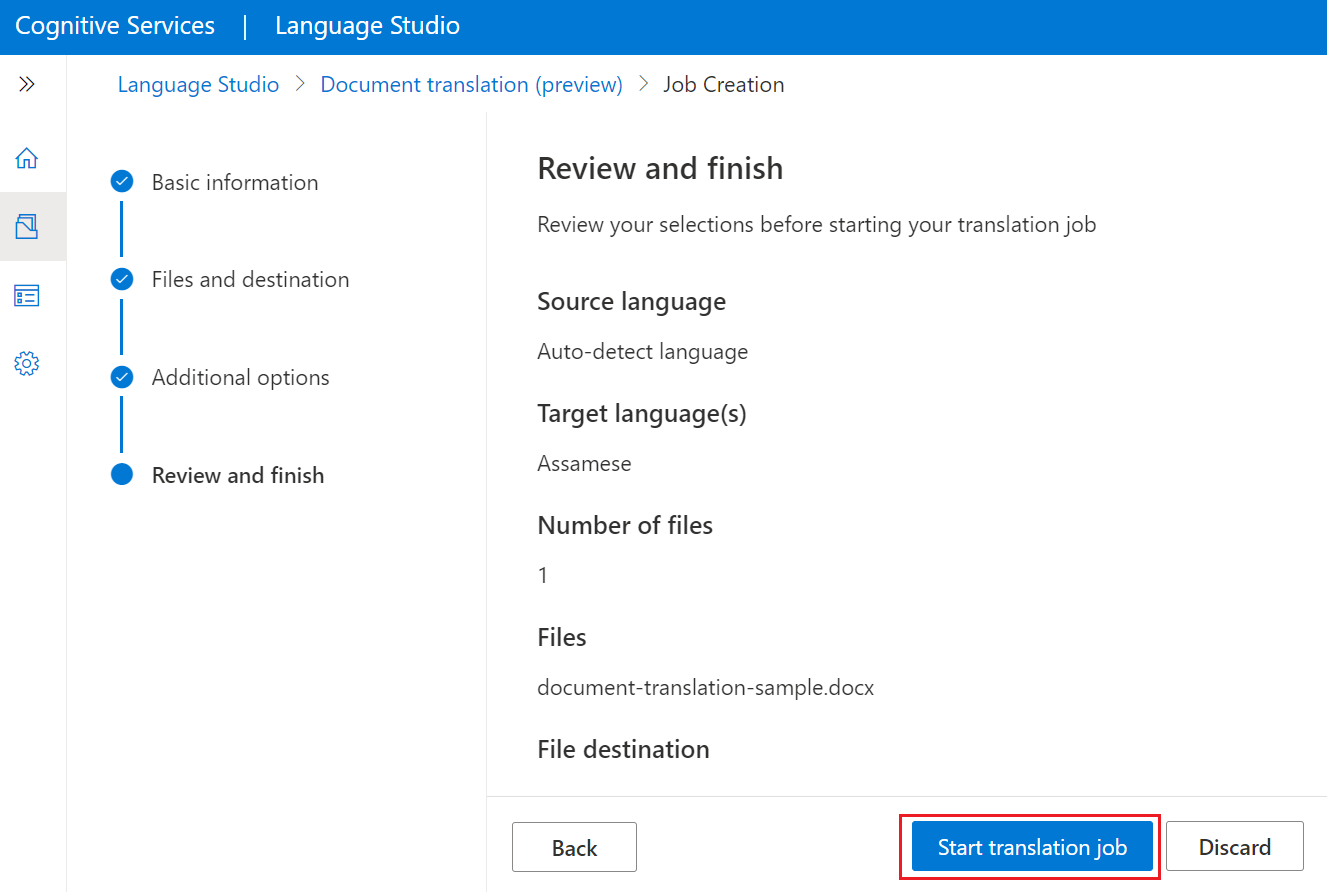 Cognitive Services | Language Studio
Language Studio > Document translation (preview) > Job Creation
Basic information
Files and destination
Additional options
Review and finish
Review and finish
Review your selections before starting your translation job
Source language
Auto-detect language
Target language(s)
Assamese
Number of files
1
Files
document-translation-sample.docx
File destination
Back
Start translation job
Discard